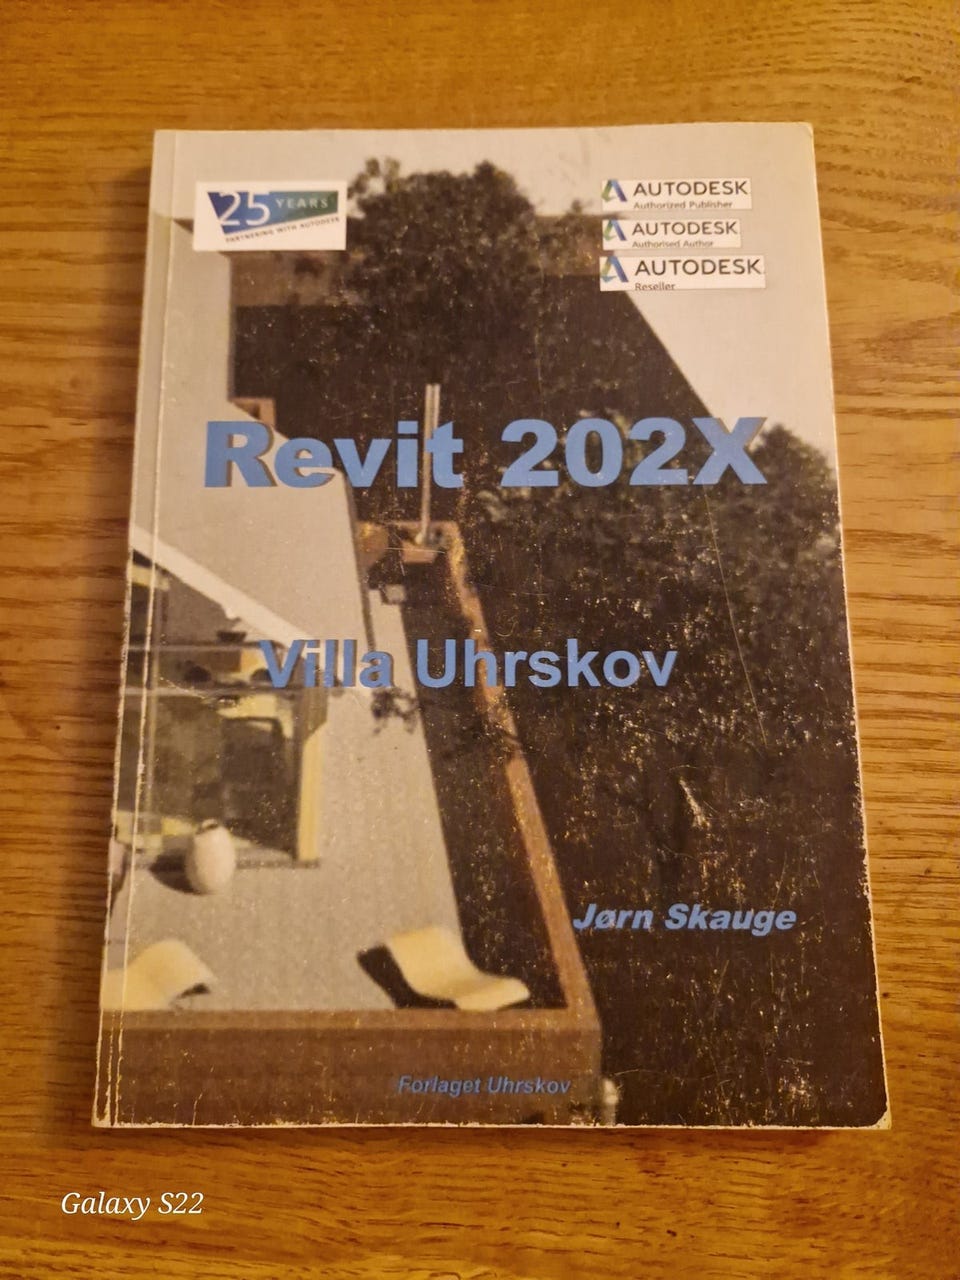 25 YEARS
PARTNERING WITH AUTODESK
AUTODESK
Authorized Publisher
AUTODESK
Authorised Author
AUTODESK
Reseller
Revit 202X
Villa Uhrskov
Jørn Skauge
Forlaget Uhrskov
Galaxy S22